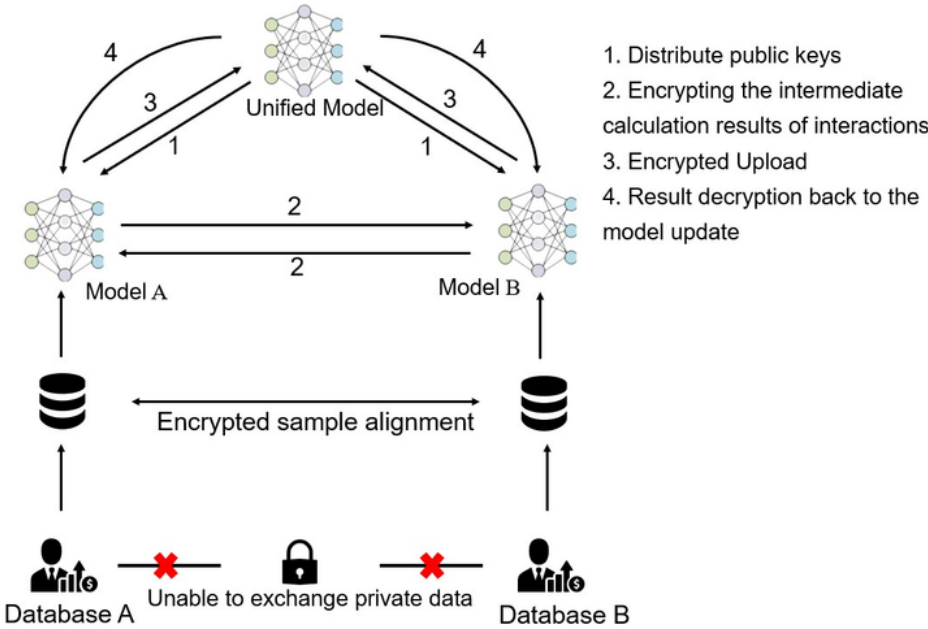 4
4
3
3
Unified Model
1
1
1. Distribute public keys
2. Encrypting the intermediate
calculation results of interactions
3. Encrypted Upload
4. Result decryption back to the
model update
2
2
Model A
Model B
Encrypted sample alignment
Unable to exchange private data
Database A
Database B